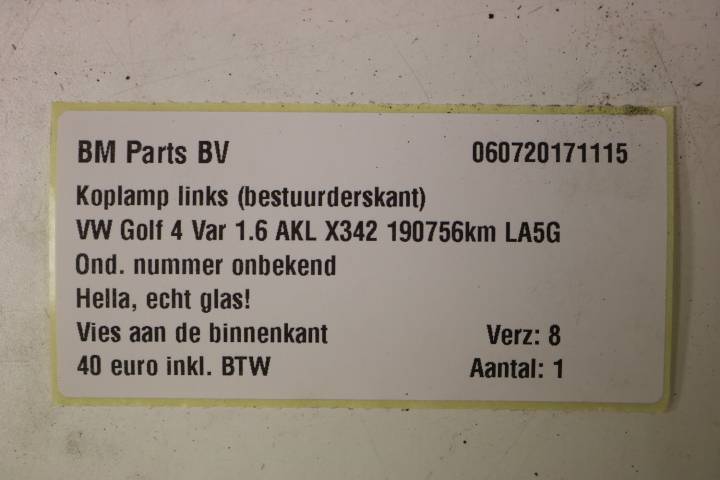 BM Parts BV 060720171115
Koplamp links (bestuurderskant)
VW Golf 4 Var 1.6 AKL X342 190756km LA5G
Ond. nummer onbekend
Hella, echt glas!
Vies aan de binnenkant Verz: 8
40 euro inkl. BTW Aantal: 1